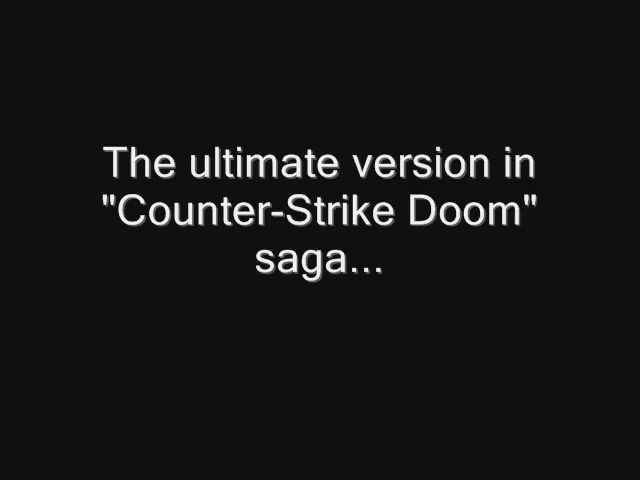 The ultimate version in
"Counter-Strike Doom"
saga...